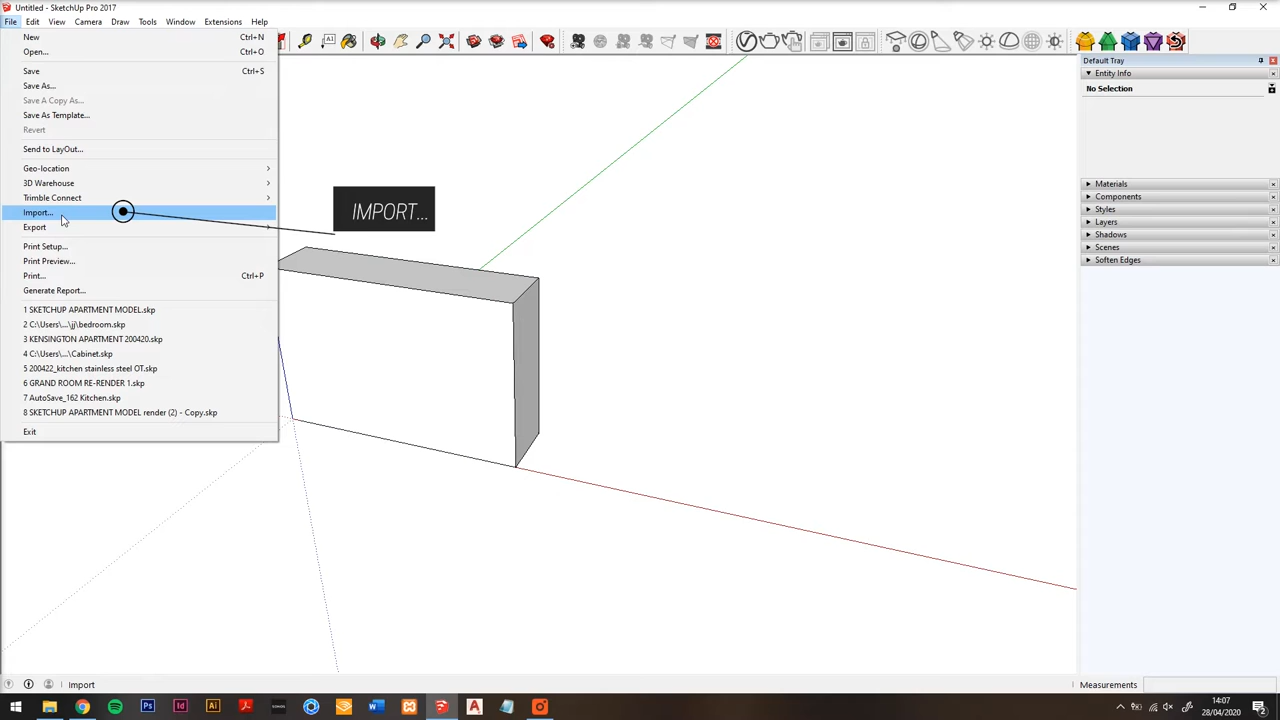 Untitled - SketchUp Pro 2017
File Edit View Camera Draw Tools Window Extensions Help
New Ctrl+N
Open... Ctrl+O
Save Ctrl+S
Save As...
Save A Copy As...
Save As Template...
Revert
Send to LayOut...
Geo-location
3D Warehouse
Trimble Connect
Import...
Export
Print Setup...
Print Preview...
Print... Ctrl+P
Generate Report...
1 SKETCHUP APARTMENT MODEL.skp
2 C:\Users\...\jj\bedroom.skp
3 KENSINGTON APARTMENT 200420.skp
4 C:\Users\...\Cabinet.skp
5 200422_kitchen stainless steel OT.skp
6 GRAND ROOM RE-RENDER 1.skp
7 AutoSave_162 Kitchen.skp
8 SKETCHUP APARTMENT MODEL render (2) - Copy.skp
Exit
IMPORT...
Default Tray
Entity Info
No Selection
Materials
Components
Styles
Layers
Shadows
Scenes
Soften Edges
Import
Measurements
Ps Id Ai SONOS W A
14:07
28/04/2020
2